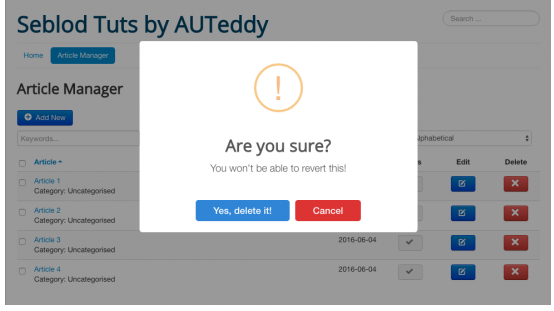 Seblod Tuts by AUTeddy
Search ...
Home Article Manager
Article Manager
Add New
Keywords...
Alphabetical
Article
s Edit Delete
Article 1
Category: Uncategorised
Article 2
Category: Uncategorised
Article 3 2016-06-04
Category: Uncategorised
Article 4 2016-06-04
Category: Uncategorised
Are you sure?
You won't be able to revert this!
Yes, delete it! Cancel